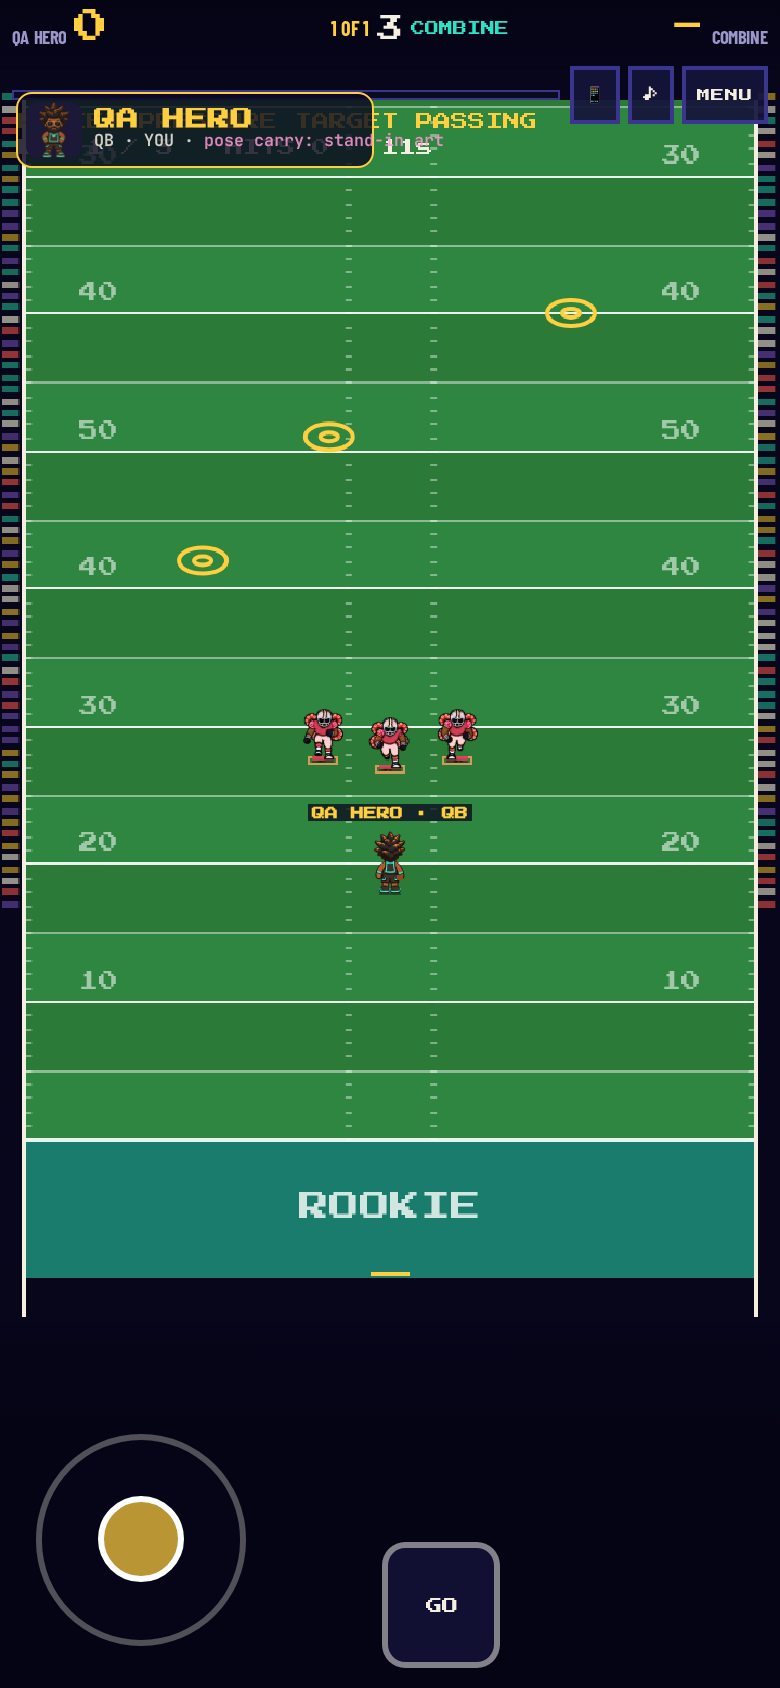 QA HERO 0
1 OF 1 3 COMBINE
— COMBINE
MENU
QA HERO
TARGET PASSING
QB · YOU · pose carry: stand-in art
11s
30 30
40 40
50 50
40 40
30 30
QA HERO · QB
20 20
10 10
ROOKIE
GO